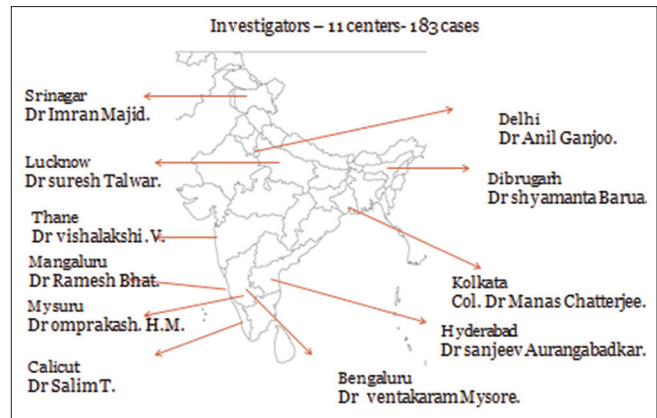 Investigators – 11 centers- 183 cases
Srinagar
Dr Imran Majid.
Lucknow
Dr suresh Talwar.
Thane
Dr vishalakshi .V.
Mangaluru
Dr Ramesh Bhat.
Mysuru
Dr omprakash. H.M.
Calicut
Dr Salim T.
Delhi
Dr Anil Ganjoo.
Dibrugarh
Dr shyamanta Barua.
Kolkata
Col. Dr Manas Chatterjee.
Hyderabad
Dr sanjeev Aurangabadkar.
Bengaluru
Dr ventakaram Mysore.